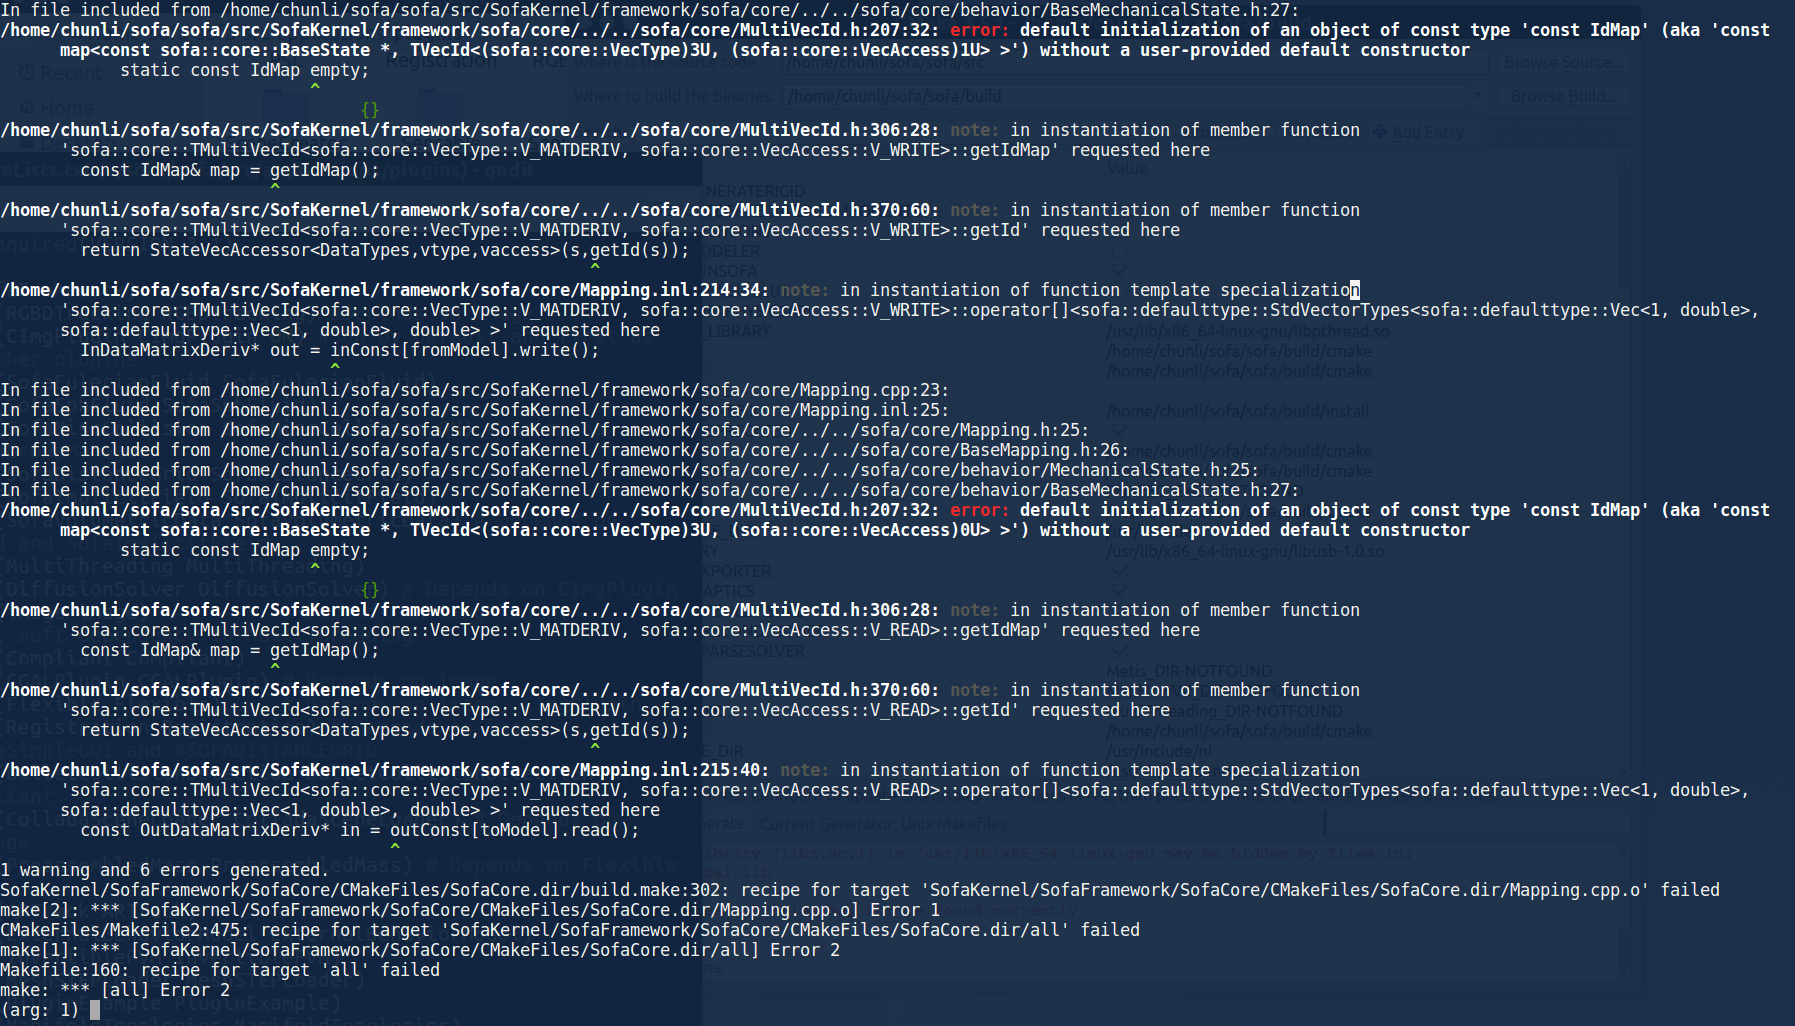 In file included from /home/chunli/sofa/sofa/src/SofaKernel/framework/sofa/core/../../sofa/core/behavior/BaseMechanicalState.h:27:
/home/chunli/sofa/sofa/src/SofaKernel/framework/sofa/core/../../sofa/core/MultiVecId.h:207:32: error: default initialization of an object of const type 'const IdMap' (aka 'const
      map<const sofa::core::BaseState *, TVecId<(sofa::core::VecType)3U, (sofa::core::VecAccess)1U> >') without a user-provided default constructor
            static const IdMap empty;
                               ^
                                    {}
/home/chunli/sofa/sofa/src/SofaKernel/framework/sofa/core/../../sofa/core/MultiVecId.h:306:28: note: in instantiation of member function
      'sofa::core::TMultiVecId<sofa::core::VecType::V_MATDERIV, sofa::core::VecAccess::V_WRITE>::getIdMap' requested here
        const IdMap& map = getIdMap();
                           ^
/home/chunli/sofa/sofa/src/SofaKernel/framework/sofa/core/../../sofa/core/MultiVecId.h:370:60: note: in instantiation of member function
      'sofa::core::TMultiVecId<sofa::core::VecType::V_MATDERIV, sofa::core::VecAccess::V_WRITE>::getId' requested here
        return StateVecAccessor<DataTypes,vtype,vaccess>(s,getId(s));
                                                           ^
/home/chunli/sofa/sofa/src/SofaKernel/framework/sofa/core/Mapping.inl:214:34: note: in instantiation of function template specialization
      'sofa::core::TMultiVecId<sofa::core::VecType::V_MATDERIV, sofa::core::VecAccess::V_WRITE>::operator[]<sofa::defaulttype::StdVectorTypes<sofa::defaulttype::Vec<1, double>,
      sofa::defaulttype::Vec<1, double>, double> >' requested here
        InDataMatrixDeriv* out = inConst[fromModel].write();
                                 ^
In file included from /home/chunli/sofa/sofa/src/SofaKernel/framework/sofa/core/Mapping.cpp:23:
In file included from /home/chunli/sofa/sofa/src/SofaKernel/framework/sofa/core/Mapping.inl:25:
In file included from /home/chunli/sofa/sofa/src/SofaKernel/framework/sofa/core/../../sofa/core/Mapping.h:25:
In file included from /home/chunli/sofa/sofa/src/SofaKernel/framework/sofa/core/../../sofa/core/BaseMapping.h:26:
In file included from /home/chunli/sofa/sofa/src/SofaKernel/framework/sofa/core/../../sofa/core/behavior/MechanicalState.h:25:
In file included from /home/chunli/sofa/sofa/src/SofaKernel/framework/sofa/core/../../sofa/core/behavior/BaseMechanicalState.h:27:
/home/chunli/sofa/sofa/src/SofaKernel/framework/sofa/core/../../sofa/core/MultiVecId.h:207:32: error: default initialization of an object of const type 'const IdMap' (aka 'const
      map<const sofa::core::BaseState *, TVecId<(sofa::core::VecType)3U, (sofa::core::VecAccess)0U> >') without a user-provided default constructor
            static const IdMap empty;
                               ^
                                    {}
/home/chunli/sofa/sofa/src/SofaKernel/framework/sofa/core/../../sofa/core/MultiVecId.h:306:28: note: in instantiation of member function
      'sofa::core::TMultiVecId<sofa::core::VecType::V_MATDERIV, sofa::core::VecAccess::V_READ>::getIdMap' requested here
        const IdMap& map = getIdMap();
                           ^
/home/chunli/sofa/sofa/src/SofaKernel/framework/sofa/core/../../sofa/core/MultiVecId.h:370:60: note: in instantiation of member function
      'sofa::core::TMultiVecId<sofa::core::VecType::V_MATDERIV, sofa::core::VecAccess::V_READ>::getId' requested here
        return StateVecAccessor<DataTypes,vtype,vaccess>(s,getId(s));
                                                           ^
/home/chunli/sofa/sofa/src/SofaKernel/framework/sofa/core/Mapping.inl:215:40: note: in instantiation of function template specialization
      'sofa::core::TMultiVecId<sofa::core::VecType::V_MATDERIV, sofa::core::VecAccess::V_READ>::operator[]<sofa::defaulttype::StdVectorTypes<sofa::defaulttype::Vec<1, double>,
      sofa::defaulttype::Vec<1, double>, double> >' requested here
        const OutDataMatrixDeriv* in = outConst[toModel].read();
                                       ^
1 warning and 6 errors generated.
SofaKernel/SofaFramework/SofaCore/CMakeFiles/SofaCore.dir/build.make:302: recipe for target 'SofaKernel/SofaFramework/SofaCore/CMakeFiles/SofaCore.dir/Mapping.cpp.o' failed
make[2]: *** [SofaKernel/SofaFramework/SofaCore/CMakeFiles/SofaCore.dir/Mapping.cpp.o] Error 1
CMakeFiles/Makefile2:475: recipe for target 'SofaKernel/SofaFramework/SofaCore/CMakeFiles/SofaCore.dir/all' failed
make[1]: *** [SofaKernel/SofaFramework/SofaCore/CMakeFiles/SofaCore.dir/all] Error 2
Makefile:160: recipe for target 'all' failed
make: *** [all] Error 2
(arg: 1)